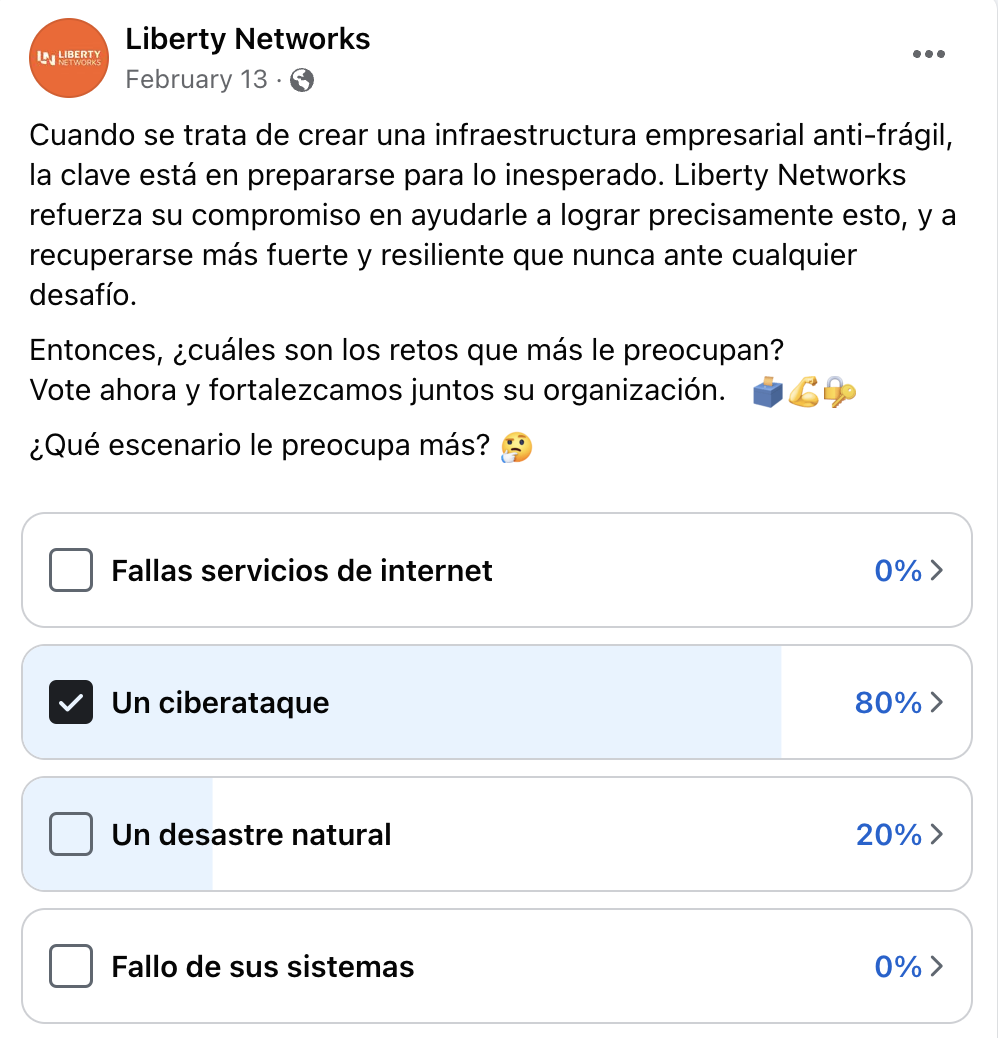 LIBERTY
NETWORKS
Liberty Networks
February 13 ·
Cuando se trata de crear una infraestructura empresarial anti-frágil,
la clave está en prepararse para lo inesperado. Liberty Networks
refuerza su compromiso en ayudarle a lograr precisamente esto, y a
recuperarse más fuerte y resiliente que nunca ante cualquier
desafío.
Entonces, ¿cuáles son los retos que más le preocupan?
Vote ahora y fortalezcamos juntos su organización. 🗳️💪🔐
¿Qué escenario le preocupa más? 🤔
Fallas servicios de internet 0%
Un ciberataque 80%
Un desastre natural 20%
Fallo de sus sistemas 0%